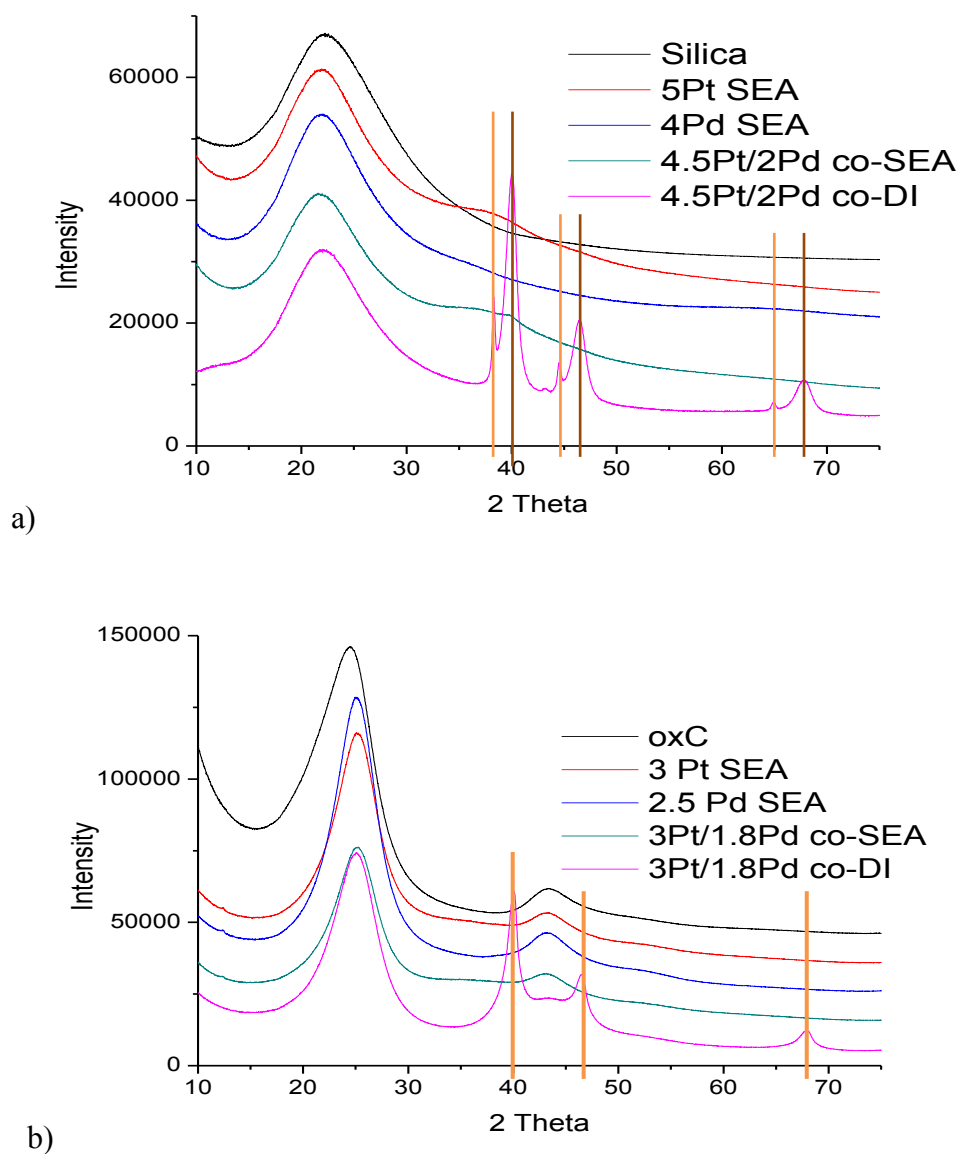 60000
40000
20000
0
Intensity
Silica
5Pt SEA
4Pd SEA
4.5Pt/2Pd co-SEA
4.5Pt/2Pd co-DI
10 20 30 40 50 60 70
2 Theta
a)
150000
100000
50000
0
Intensity
oxC
3 Pt SEA
2.5 Pd SEA
3Pt/1.8Pd co-SEA
3Pt/1.8Pd co-DI
10 20 30 40 50 60 70
2 Theta
b)